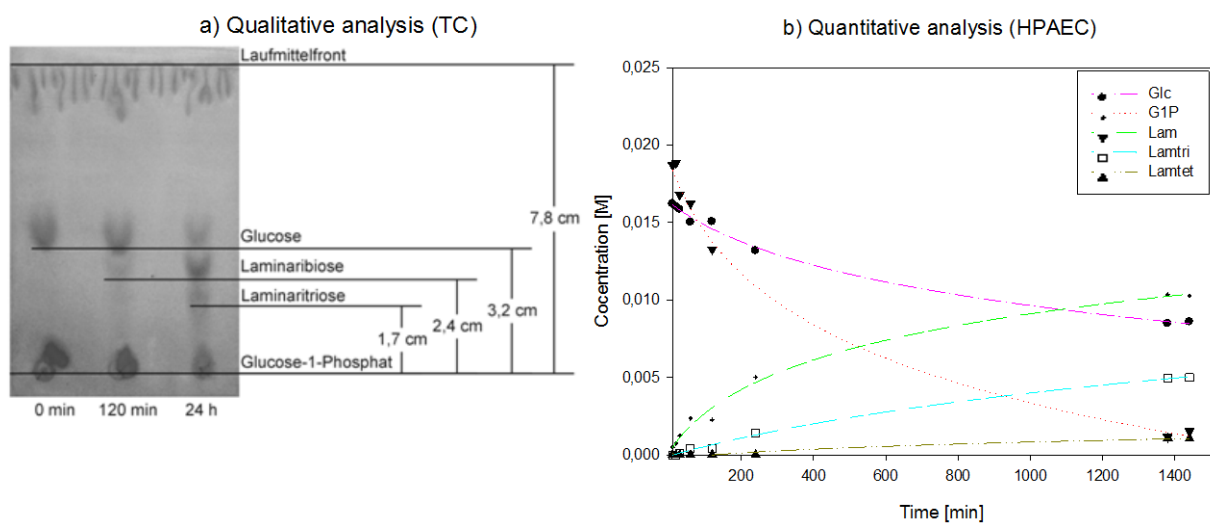 a) Qualitative analysis (TC)
Laufmittelfront
7,8 cm
Glucose
Laminaribiose
Laminaritriose
3,2 cm
2,4 cm
1,7 cm
Glucose-1-Phosphat
0 min
120 min
24 h
b) Quantitative analysis (HPAEC)
Cocentration [M]
0,025
0,020
0,015
0,010
0,005
0,000
200
400
600
800
1000
1200
1400
Time [min]
Glc
G1P
Lam
Lamtri
Lamtet